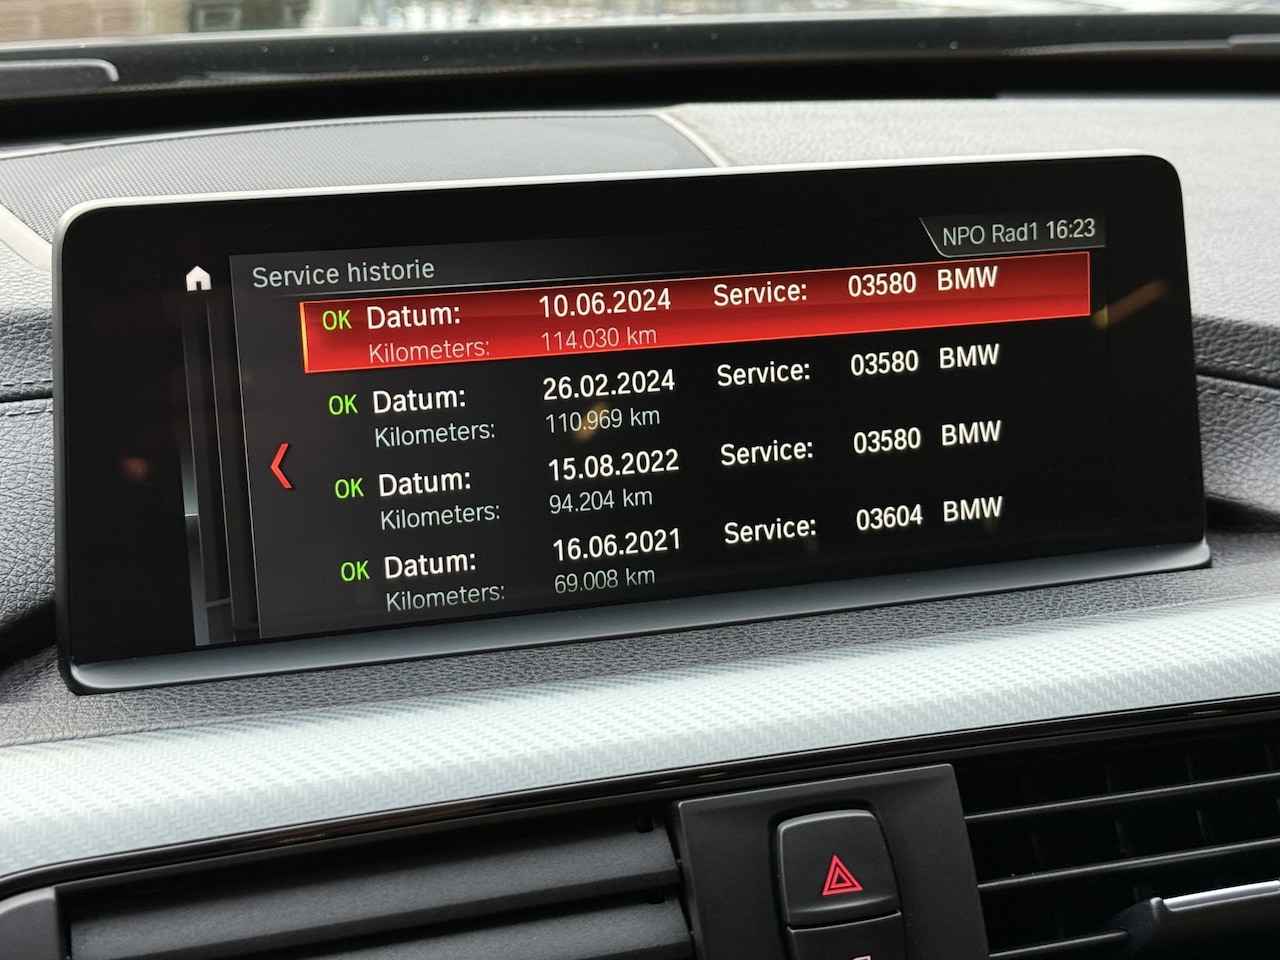 NPO Rad1 16:23
Service historie
OK Datum: 10.06.2024 Service: 03580 BMW
Kilometers: 114.030 km
OK Datum: 26.02.2024 Service: 03580 BMW
Kilometers: 110.969 km
OK Datum: 15.08.2022 Service: 03580 BMW
Kilometers: 94.204 km
OK Datum: 16.06.2021 Service: 03604 BMW
Kilometers: 69.008 km